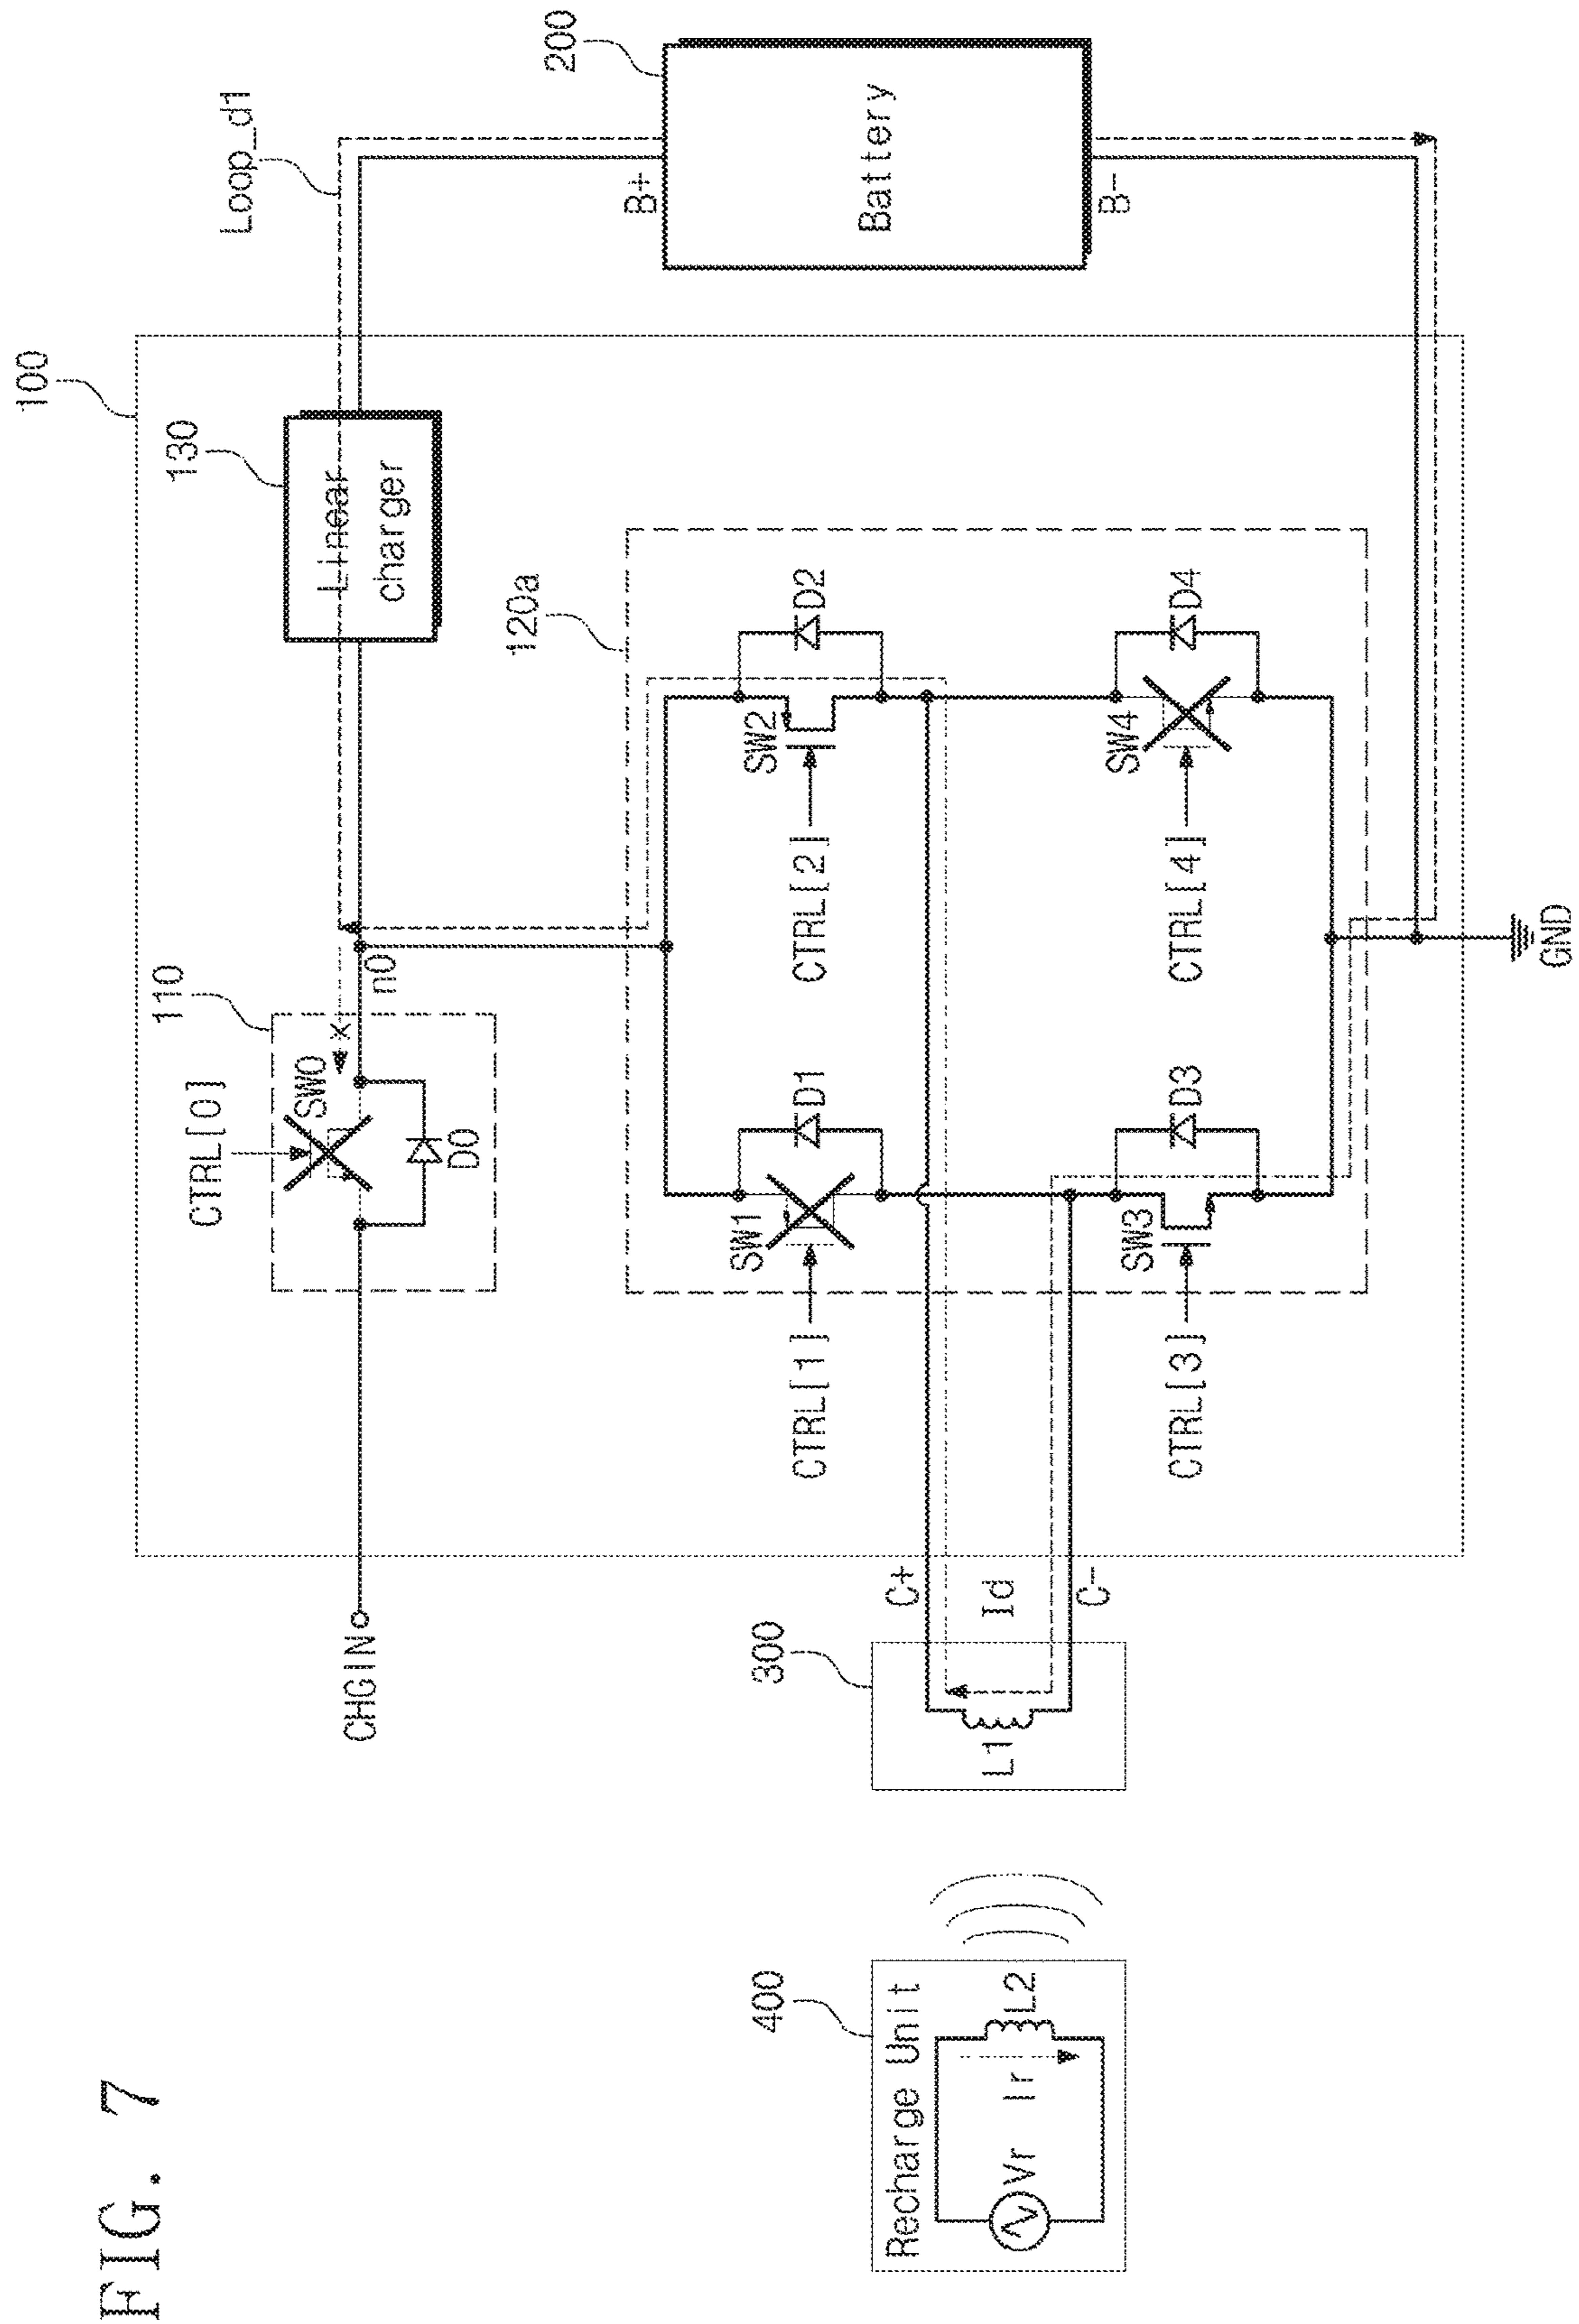 FIG. 7
100
110
130
200
CTRL[0]
SW0
Linear
charger
Loop_d1
CHGIN
D0
n0
B+
Battery
B-
120a
400
300
CTRL[1]
SW1
D1
CTRL[2]
SW2
D2
Recharge Unit
Vr
Ir
L2
L1
C+
Id
C-
CTRL[3]
SW3
D3
CTRL[4]
SW4
D4
GND